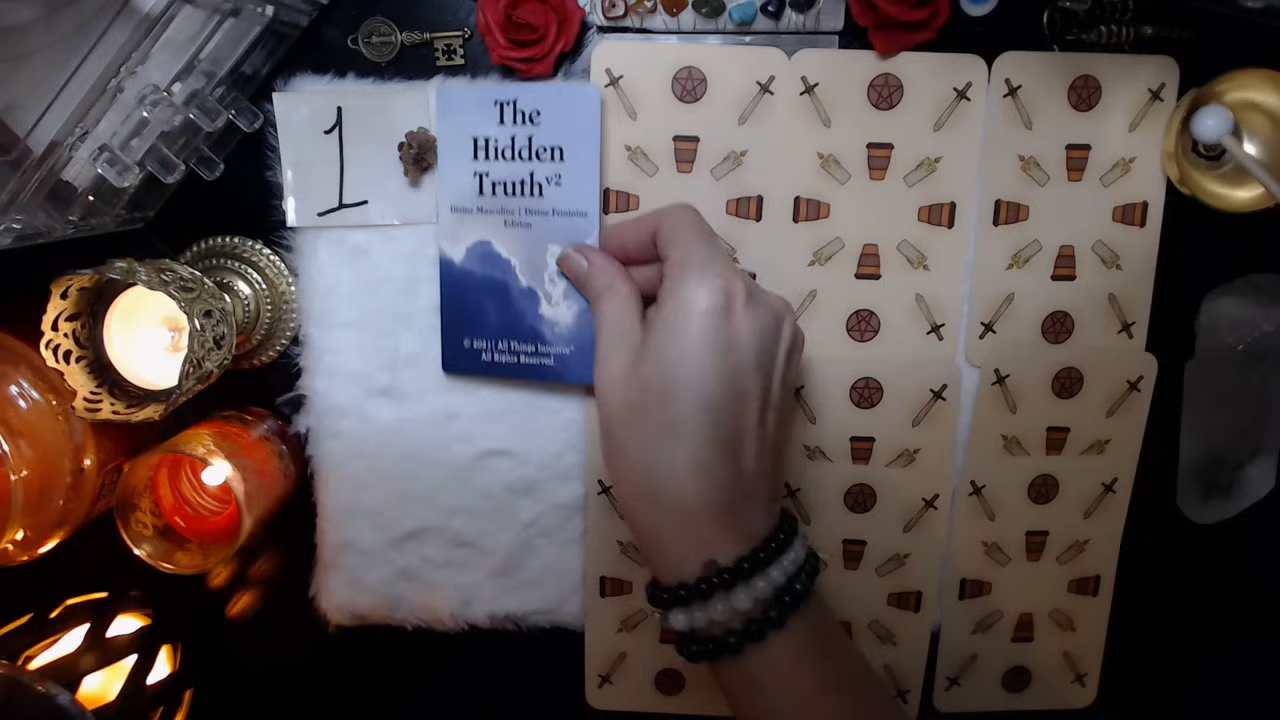 1
The
Hidden
Truth v2
Divine Masculine | Divine Feminine
Edition
© 2021 All Things Intuitive
All Rights Reserved.